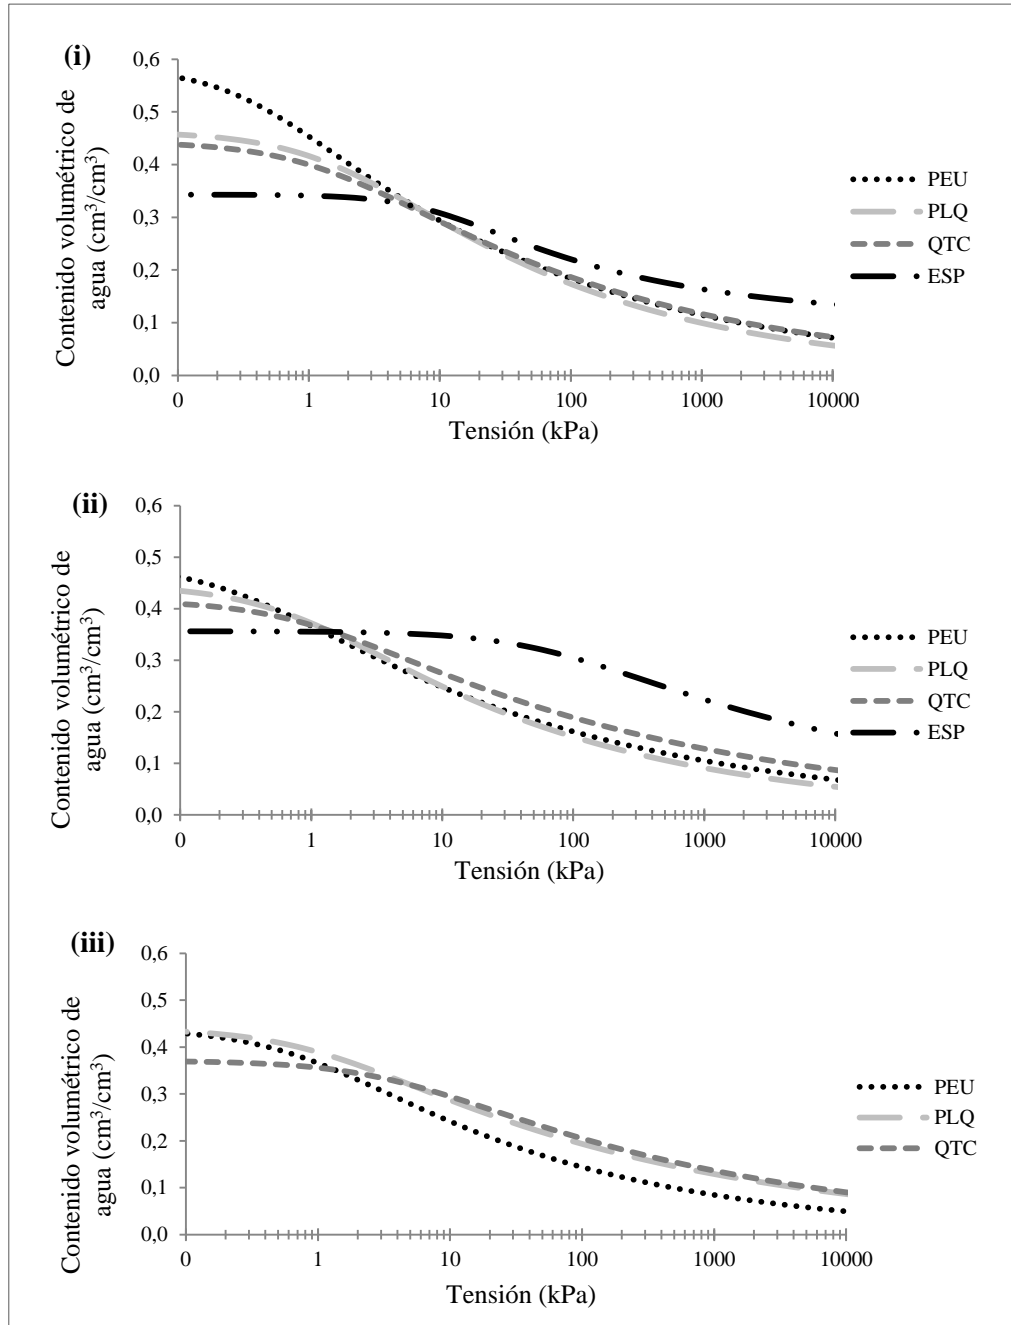 (i)
Contenido volumétrico de
agua (cm³/cm³)
0,6
0,5
0,4
0,3
0,2
0,1
0,0
0 1 10 100 1000 10000
Tensión (kPa)
PEU
PLQ
QTC
ESP
(ii)
Contenido volumétrico de
agua (cm³/cm³)
0,6
0,5
0,4
0,3
0,2
0,1
0,0
0 1 10 100 1000 10000
Tensión (kPa)
PEU
PLQ
QTC
ESP
(iii)
Contenido volumétrico de
agua (cm³/cm³)
0,6
0,5
0,4
0,3
0,2
0,1
0,0
0 1 10 100 1000 10000
Tensión (kPa)
PEU
PLQ
QTC